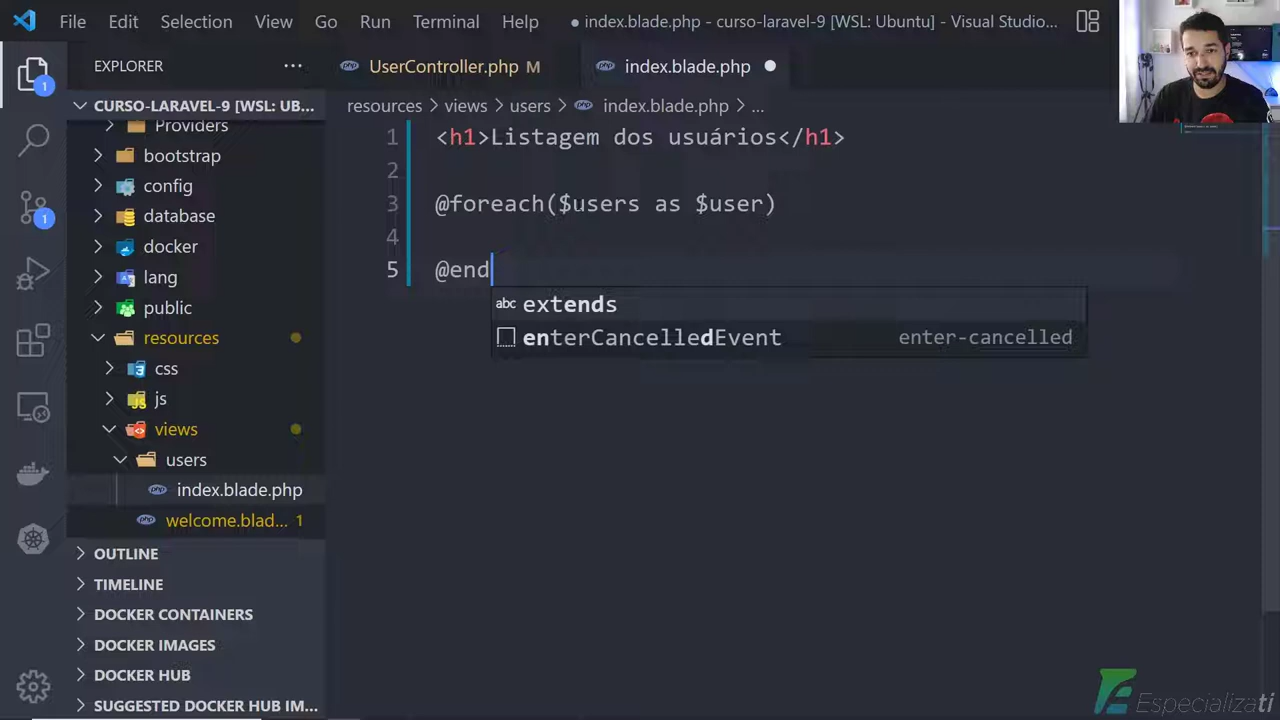 File Edit Selection View Go Run Terminal Help ● index.blade.php - curso-laravel-9 [WSL: Ubuntu] - Visual Studio...
EXPLORER ...
UserController.php M
index.blade.php ●
CURSO-LARAVEL-9 [WSL: UB...
resources > views > users > index.blade.php > ...
Providers
bootstrap
config
database
docker
lang
public
resources
css
js
views
users
index.blade.php
welcome.blad... 1
OUTLINE
TIMELINE
DOCKER CONTAINERS
DOCKER IMAGES
DOCKER HUB
SUGGESTED DOCKER HUB IM...
1
1
1 <h1>Listagem dos usuários</h1>
2
3 @foreach($users as $user)
4
5 @end
abc extends
enterCancelledEvent enter-cancelled
Especializati